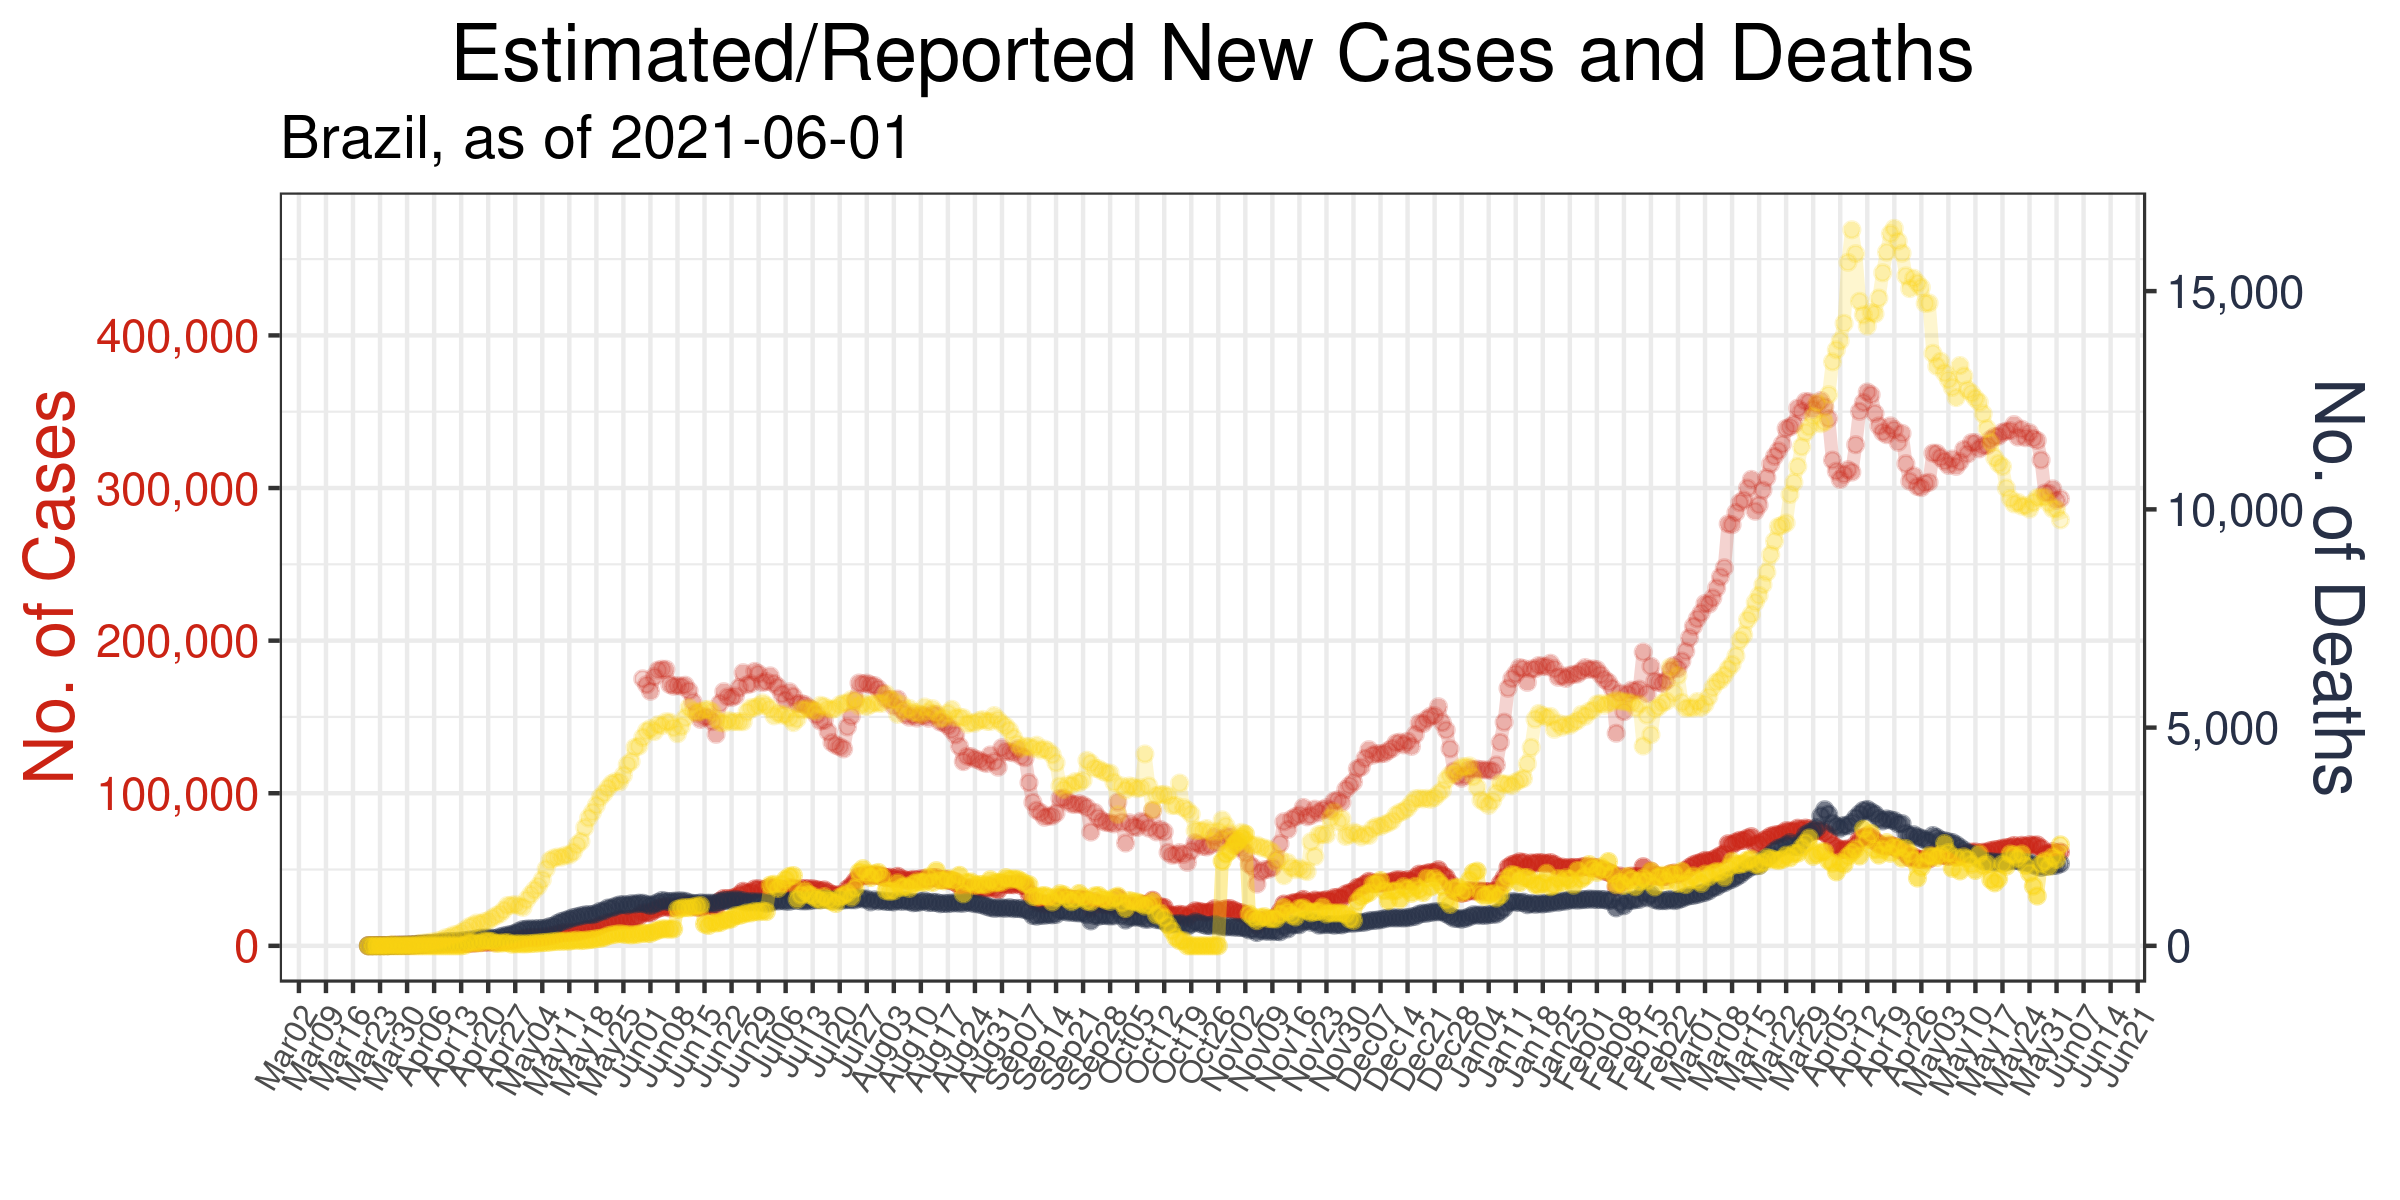 Estimated/Reported New Cases and Deaths
Brazil, as of 2021-06-01
No. of Cases
400,000
300,000
200,000
100,000
0
15,000
10,000
5,000
0
No. of Deaths
Mar02
Mar09
Mar16
Mar23
Mar30
Apr06
Apr13
Apr20
Apr27
May04
May11
May18
May25
Jun01
Jun08
Jun15
Jun22
Jun29
Jul06
Jul13
Jul20
Jul27
Aug03
Aug10
Aug17
Aug24
Aug31
Sep07
Sep14
Sep21
Sep28
Oct05
Oct12
Oct19
Oct26
Nov02
Nov09
Nov16
Nov23
Nov30
Dec07
Dec14
Dec21
Dec28
Jan04
Jan11
Jan18
Jan25
Feb01
Feb08
Feb15
Feb22
Mar01
Mar08
Mar15
Mar22
Mar29
Apr05
Apr12
Apr19
Apr26
May03
May10
May17
May24
May31
Jun07
Jun14
Jun21